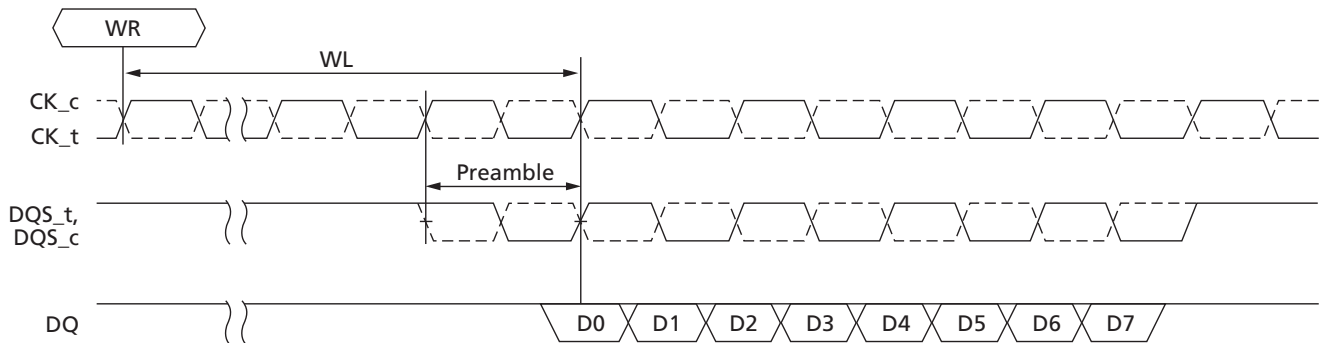 WR
WL
CK_c
CK_t
Preamble
DQS_t,
DQS_c
DQ
D0 D1 D2 D3 D4 D5 D6 D7